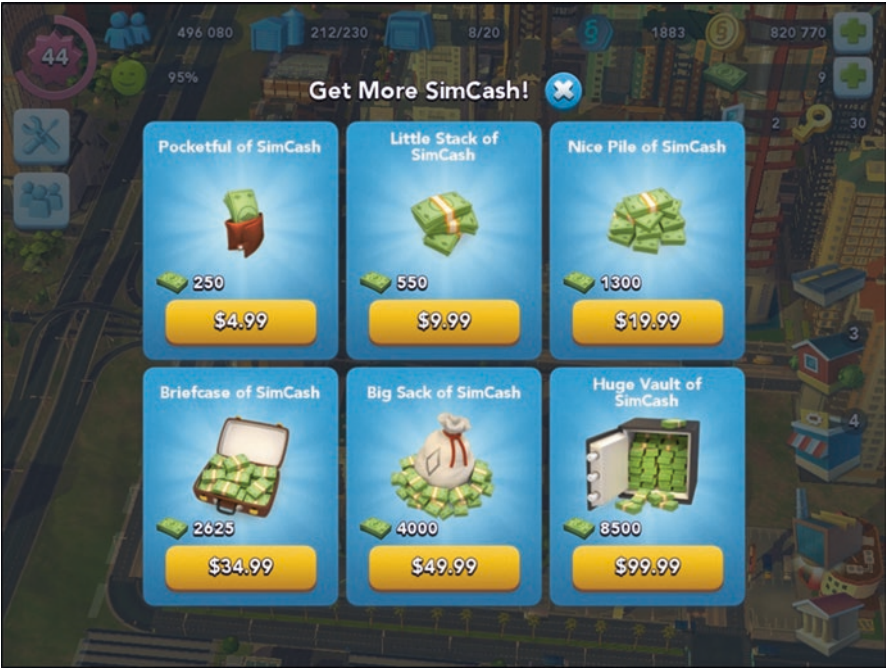 44
496 080
212/230
8/20
1883
820 770
95%
9
Get More SimCash!
2
30
Pocketful of SimCash
250
$4.99
Little Stack of
SimCash
550
$9.99
Nice Pile of SimCash
1300
$19.99
3
Briefcase of SimCash
2625
$34.99
Big Sack of SimCash
4000
$49.99
Huge Vault of
SimCash
8500
$99.99
4